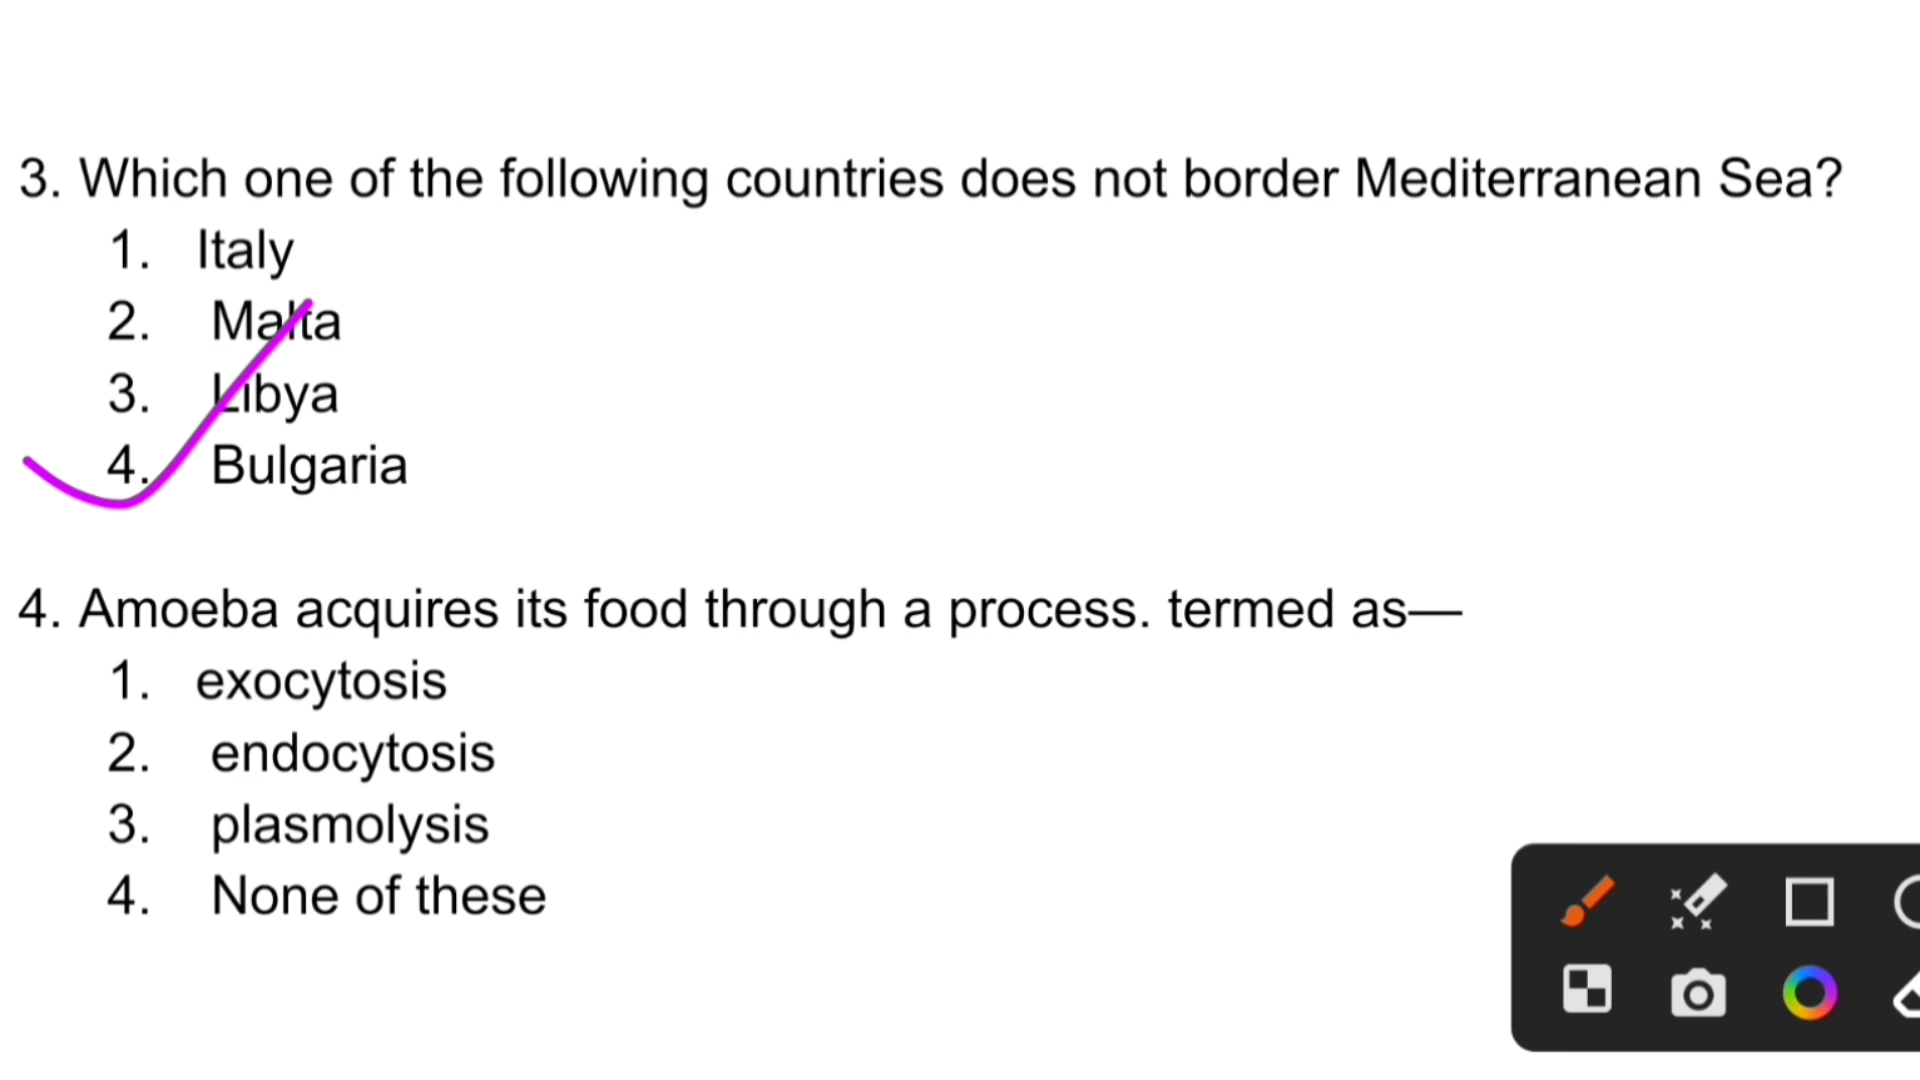 3. Which one of the following countries does not border Mediterranean Sea?
1. Italy
2. Malta
3. Libya
4. Bulgaria
4. Amoeba acquires its food through a process. termed as—
1. exocytosis
2. endocytosis
3. plasmolysis
4. None of these